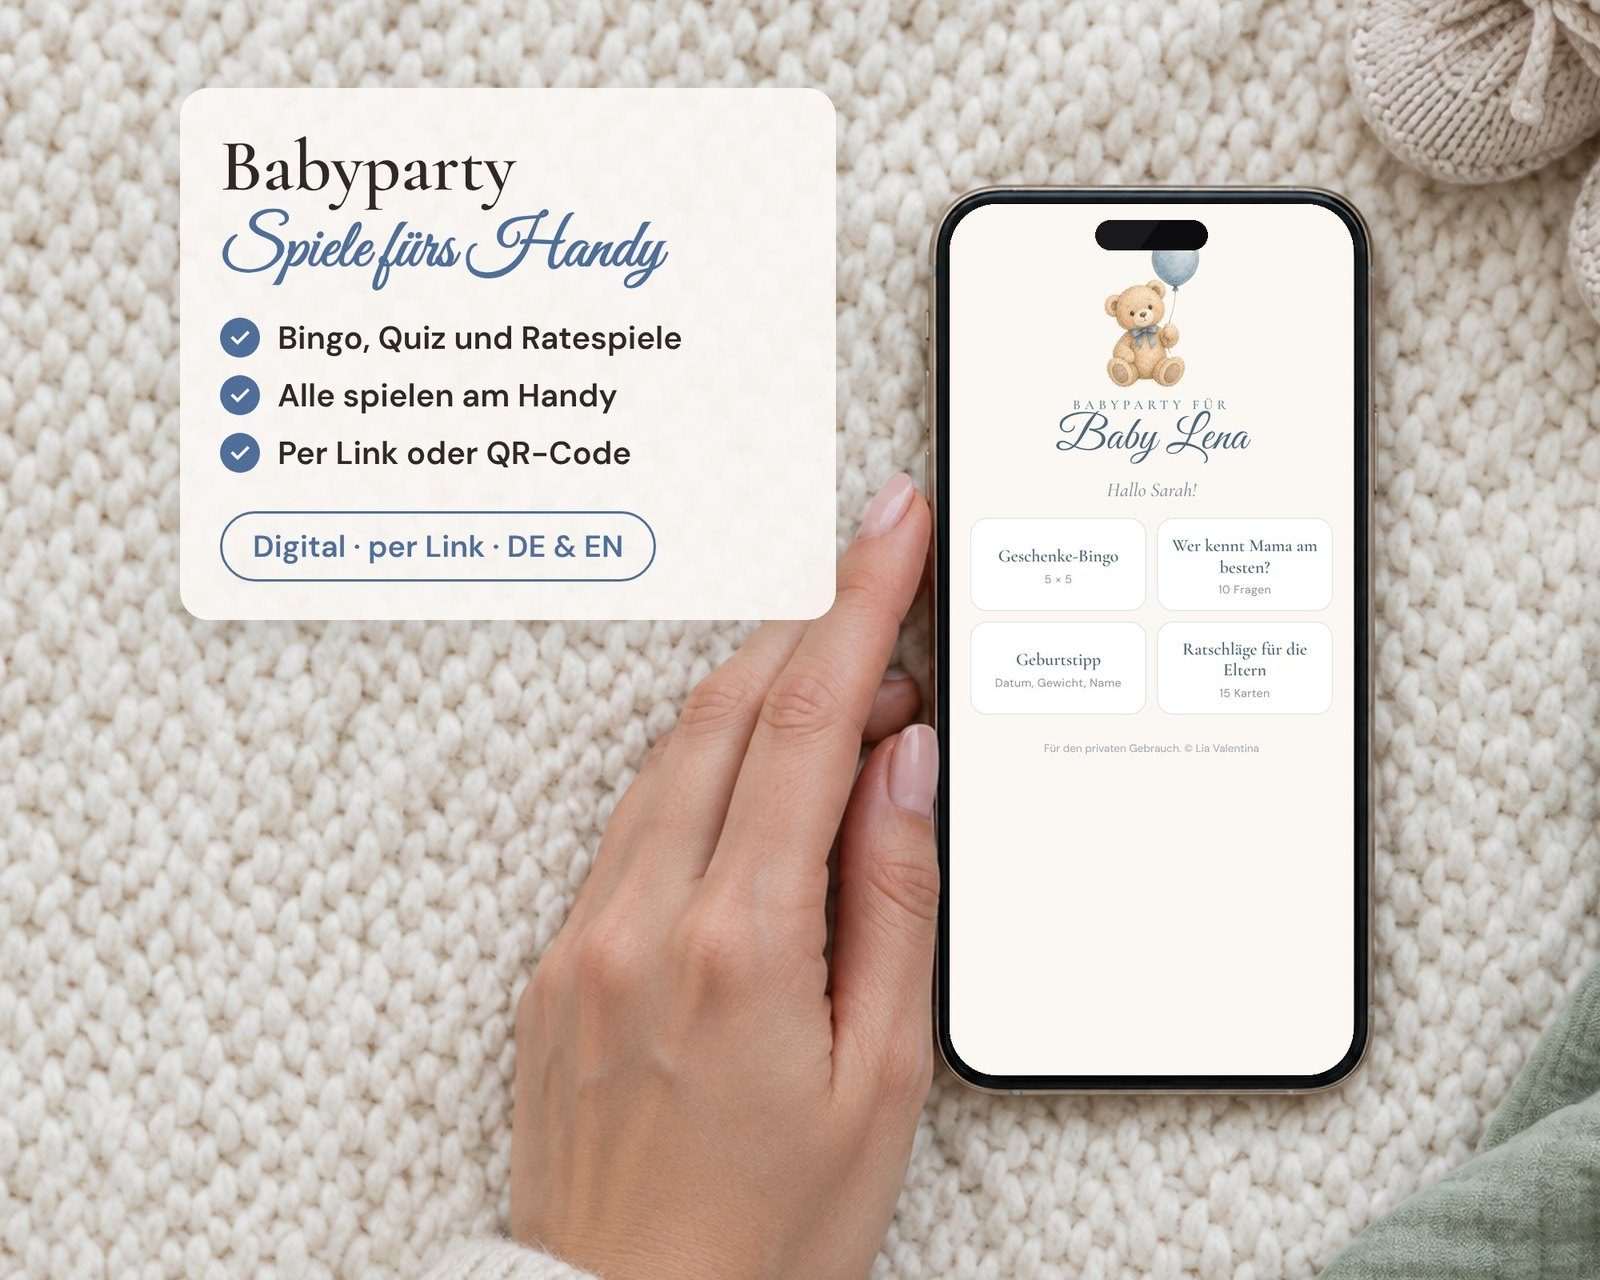 Babyparty
Spiele fürs Handy
Bingo, Quiz und Ratespiele
Alle spielen am Handy
Per Link oder QR-Code
Digital · per Link · DE & EN
BABYPARTY FÜR
Baby Lena
Hallo Sarah!
Geschenke-Bingo
5 × 5
Wer kennt Mama am
besten?
10 Fragen
Geburtstipp
Datum, Gewicht, Name
Ratschläge für die
Eltern
15 Karten
Für den privaten Gebrauch. © Lia Valentina